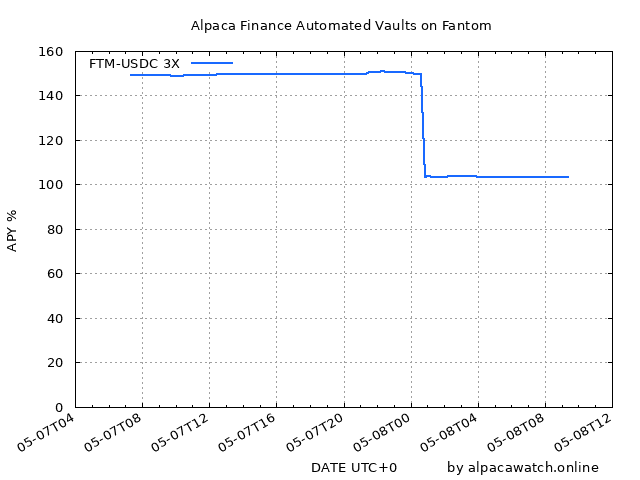 Alpaca Finance Automated Vaults on Fantom
FTM-USDC 3X
160
140
120
100
80
60
40
20
0
APY %
05-07T04
05-07T08
05-07T12
05-07T16
05-07T20
05-08T00
05-08T04
05-08T08
05-08T12
DATE UTC+0
by alpacawatch.online